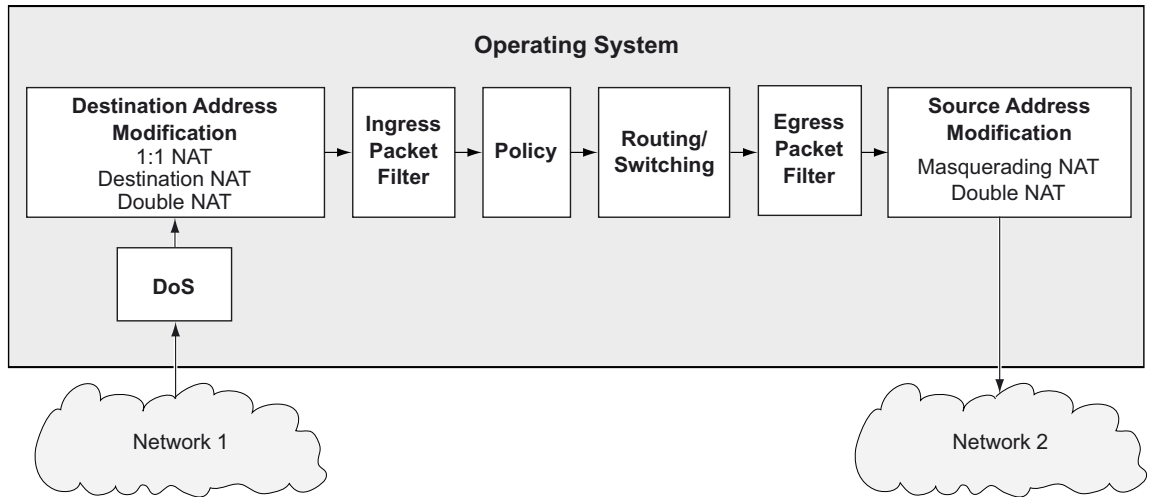 Operating System
Destination Address
Modification
1:1 NAT
Destination NAT
Double NAT
Ingress
Packet
Filter
Policy
Routing/
Switching
Egress
Packet
Filter
Source Address
Modification
Masquerading NAT
Double NAT
DoS
Network 1
Network 2